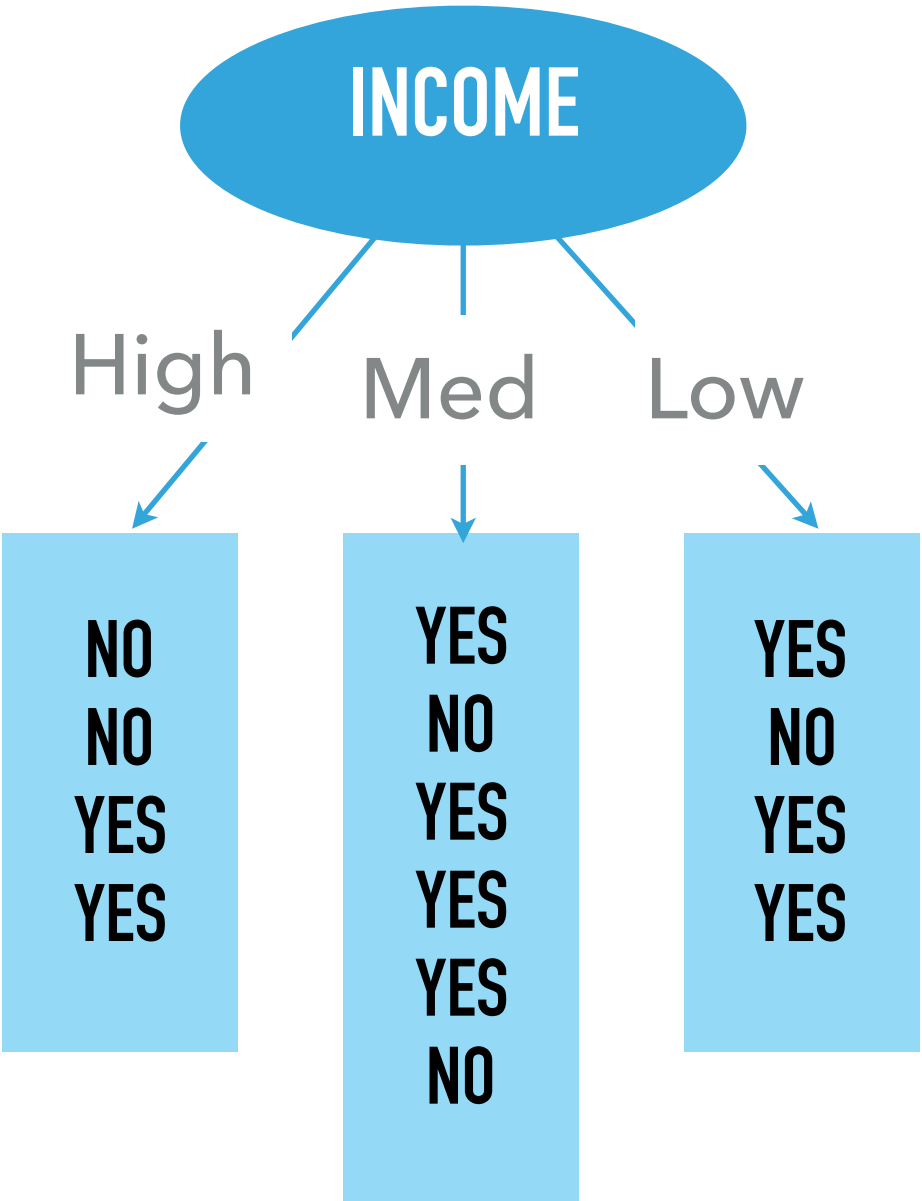 INCOME
High
Med
Low
NO
NO
YES
YES
YES
NO
YES
YES
YES
NO
YES
NO
YES
YES